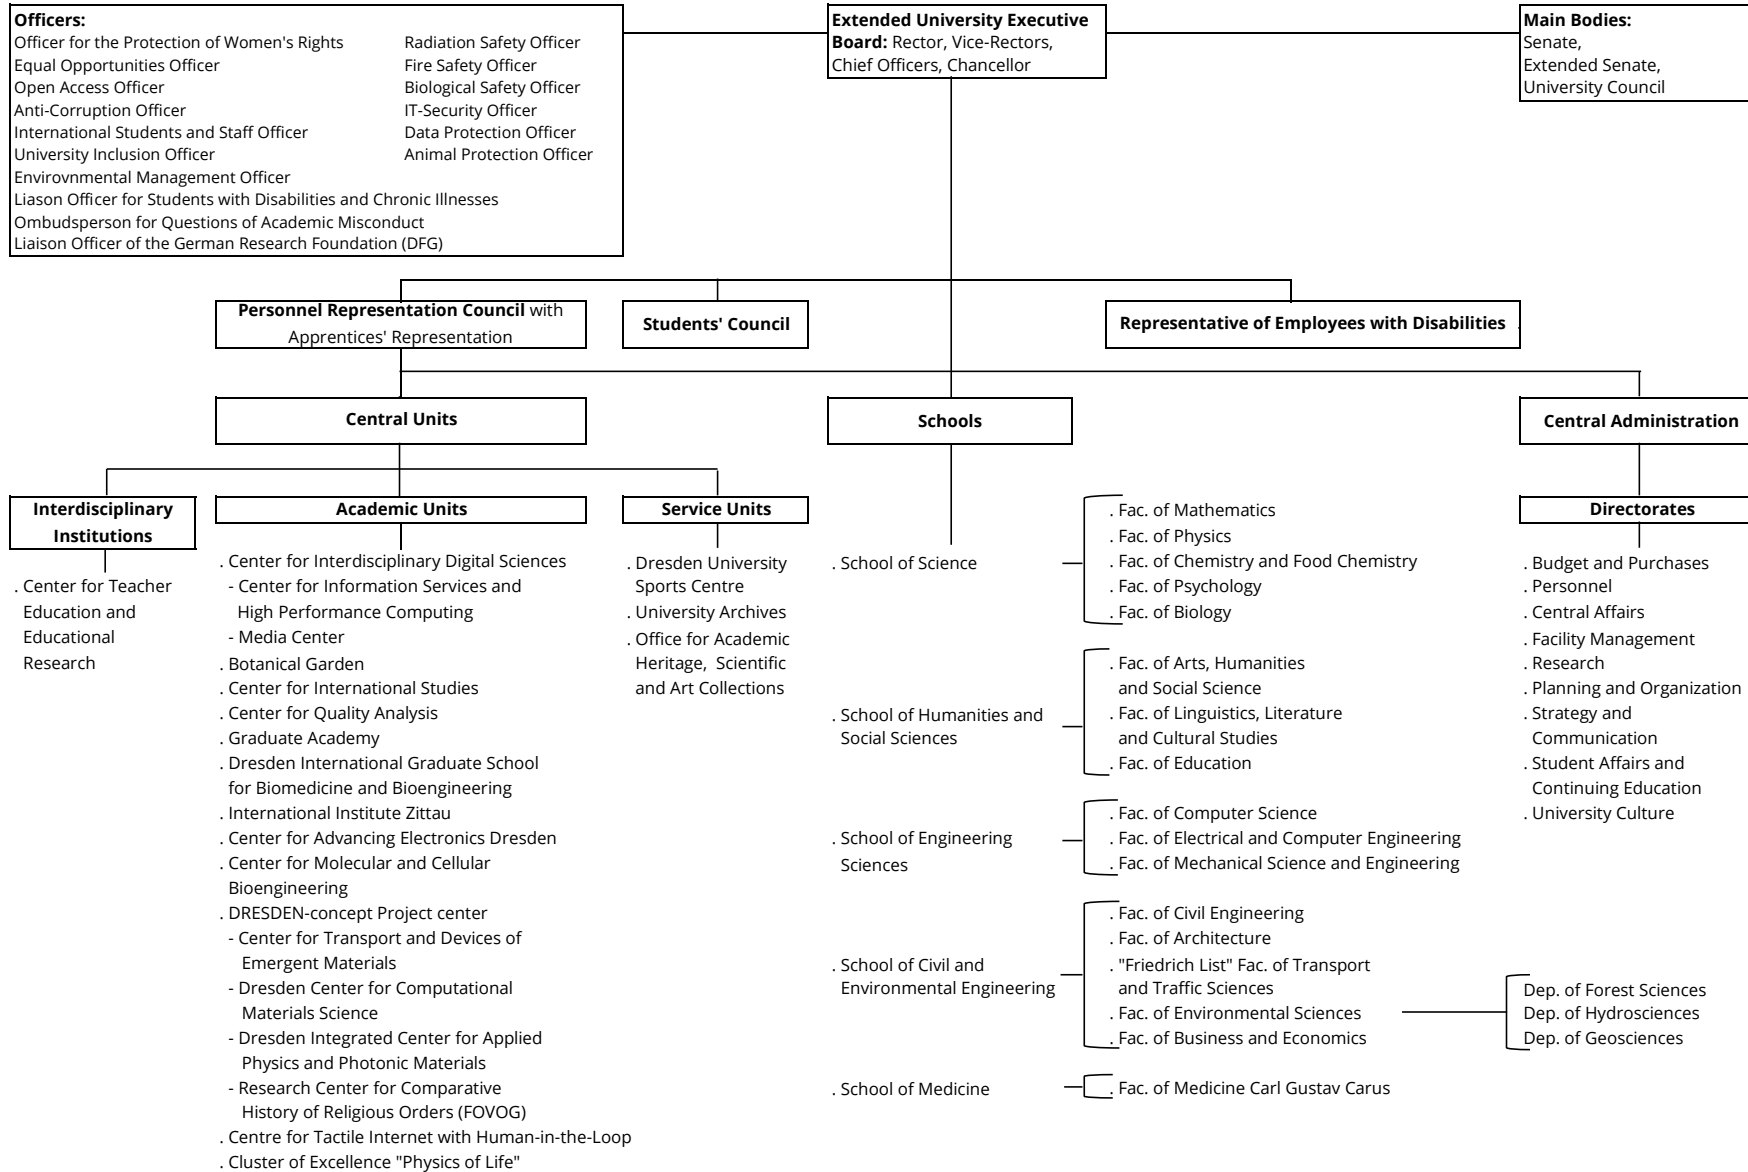 Officers:
Officer for the Protection of Women's Rights
Equal Opportunities Officer
Open Access Officer
Anti-Corruption Officer
International Students and Staff Officer
University Inclusion Officer
Envirovnmental Management Officer
Liason Officer for Students with Disabilities and Chronic Illnesses
Ombudsperson for Questions of Academic Misconduct
Liaison Officer of the German Research Foundation (DFG)
Radiation Safety Officer
Fire Safety Officer
Biological Safety Officer
IT-Security Officer
Data Protection Officer
Animal Protection Officer
Extended University Executive
Board: Rector, Vice-Rectors,
Chief Officers, Chancellor
Main Bodies:
Senate,
Extended Senate,
University Council
Personnel Representation Council with
Apprentices' Representation
Students' Council
Representative of Employees with Disabilities .
Central Units
Schools
Central Administration
Interdisciplinary
Institutions
. Center for Teacher
Education and
Educational
Research
Academic Units
. Center for Interdisciplinary Digital Sciences
- Center for Information Services and
High Performance Computing
- Media Center
. Botanical Garden
. Center for International Studies
. Center for Quality Analysis
. Graduate Academy
. Dresden International Graduate School
for Biomedicine and Bioengineering
. International Institute Zittau
. Center for Advancing Electronics Dresden
. Center for Molecular and Cellular
Bioengineering
. DRESDEN-concept Project center
- Center for Transport and Devices of
Emergent Materials
- Dresden Center for Computational
Materials Science
- Dresden Integrated Center for Applied
Physics and Photonic Materials
- Research Center for Comparative
History of Religious Orders (FOVOG)
. Centre for Tactile Internet with Human-in-the-Loop
. Cluster of Excellence "Physics of Life"
Service Units
. Dresden University
Sports Centre
. University Archives
. Office for Academic
Heritage, Scientific
and Art Collections
. School of Science
. Fac. of Mathematics
. Fac. of Physics
. Fac. of Chemistry and Food Chemistry
. Fac. of Psychology
. Fac. of Biology
. School of Humanities and
Social Sciences
. Fac. of Arts, Humanities
and Social Science
. Fac. of Linguistics, Literature
and Cultural Studies
. Fac. of Education
. School of Engineering
Sciences
. Fac. of Computer Science
. Fac. of Electrical and Computer Engineering
. Fac. of Mechanical Science and Engineering
. School of Civil and
Environmental Engineering
. Fac. of Civil Engineering
. Fac. of Architecture
. "Friedrich List" Fac. of Transport
and Traffic Sciences
. Fac. of Environmental Sciences
. Fac. of Business and Economics
Dep. of Forest Sciences
Dep. of Hydrosciences
Dep. of Geosciences
. School of Medicine
. Fac. of Medicine Carl Gustav Carus
Directorates
. Budget and Purchases
. Personnel
. Central Affairs
. Facility Management
. Research
. Planning and Organization
. Strategy and
Communication
. Student Affairs and
Continuing Education
. University Culture